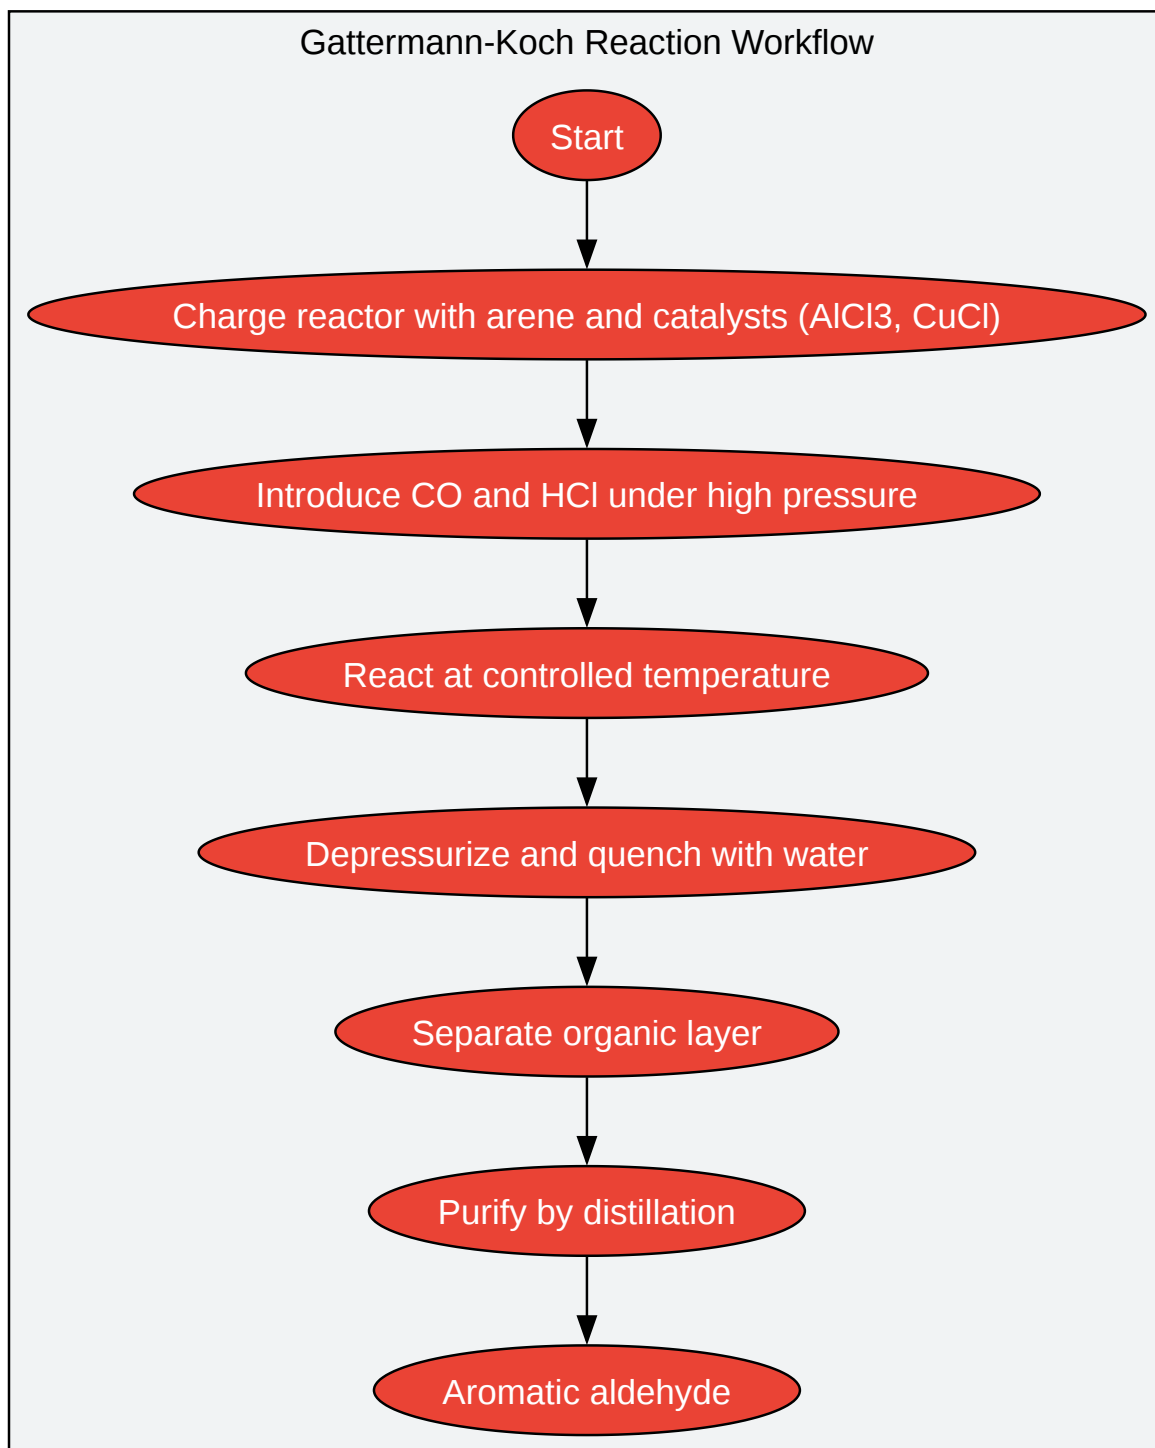 Gattermann-Koch Reaction Workflow
Start
Charge reactor with arene and catalysts (AlCl3, CuCl)
Introduce CO and HCl under high pressure
React at controlled temperature
Depressurize and quench with water
Separate organic layer
Purify by distillation
Aromatic aldehyde